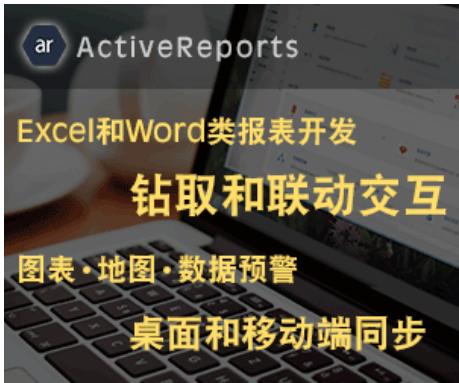 ar ActiveReports
Excel和Word类报表开发
钻取和联动交互
图表·地图·数据预警
桌面和移动端同步